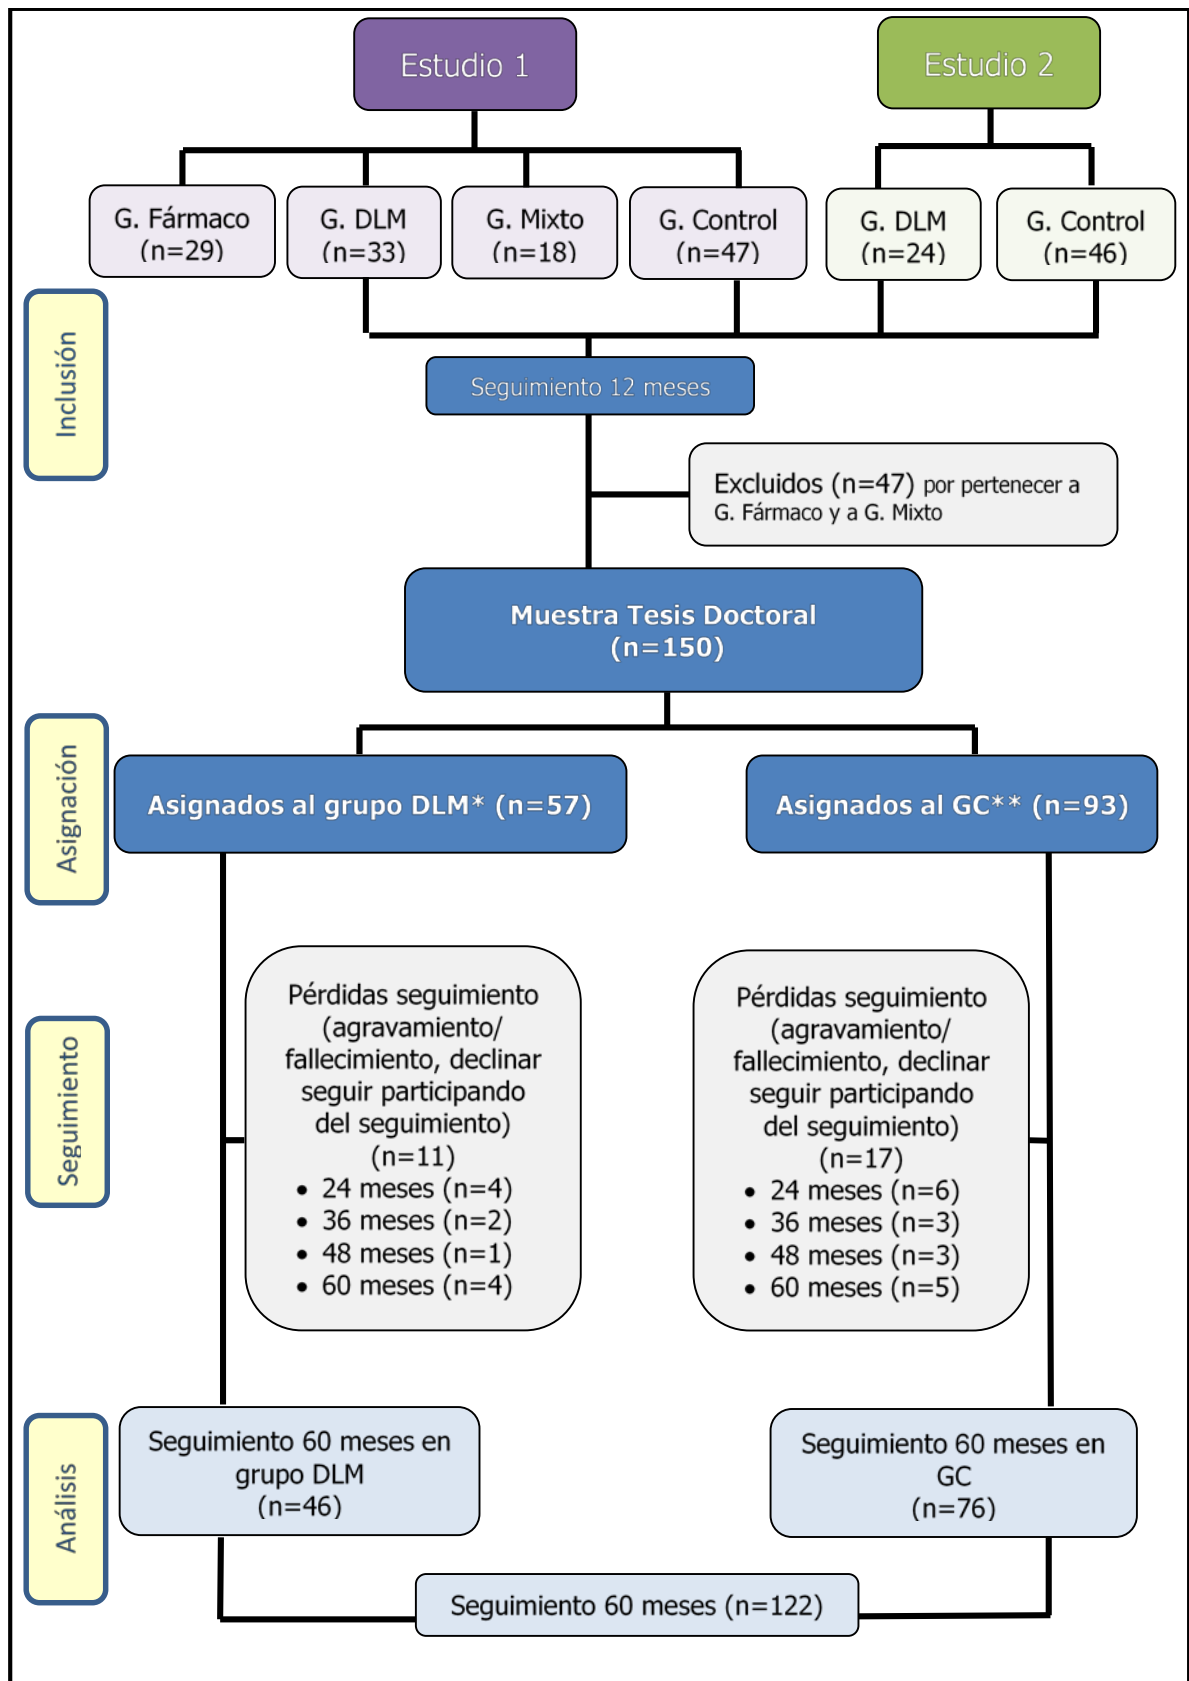 Estudio 1
Estudio 2
G. Fármaco
(n=29)
G. DLM
(n=33)
G. Mixto
(n=18)
G. Control
(n=47)
G. DLM
(n=24)
G. Control
(n=46)
Inclusión
Seguimiento 12 meses
Excluidos (n=47) por pertenecer a
G. Fármaco y a G. Mixto
Muestra Tesis Doctoral
(n=150)
Asignación
Asignados al grupo DLM* (n=57)
Asignados al GC** (n=93)
Seguimiento
Pérdidas seguimiento
(agravamiento/
fallecimiento, declinar
seguir participando
del seguimiento)
(n=11)
• 24 meses (n=4)
• 36 meses (n=2)
• 48 meses (n=1)
• 60 meses (n=4)
Pérdidas seguimiento
(agravamiento/
fallecimiento, declinar
seguir participando
del seguimiento)
(n=17)
• 24 meses (n=6)
• 36 meses (n=3)
• 48 meses (n=3)
• 60 meses (n=5)
Análisis
Seguimiento 60 meses en
grupo DLM
(n=46)
Seguimiento 60 meses en
GC
(n=76)
Seguimiento 60 meses (n=122)